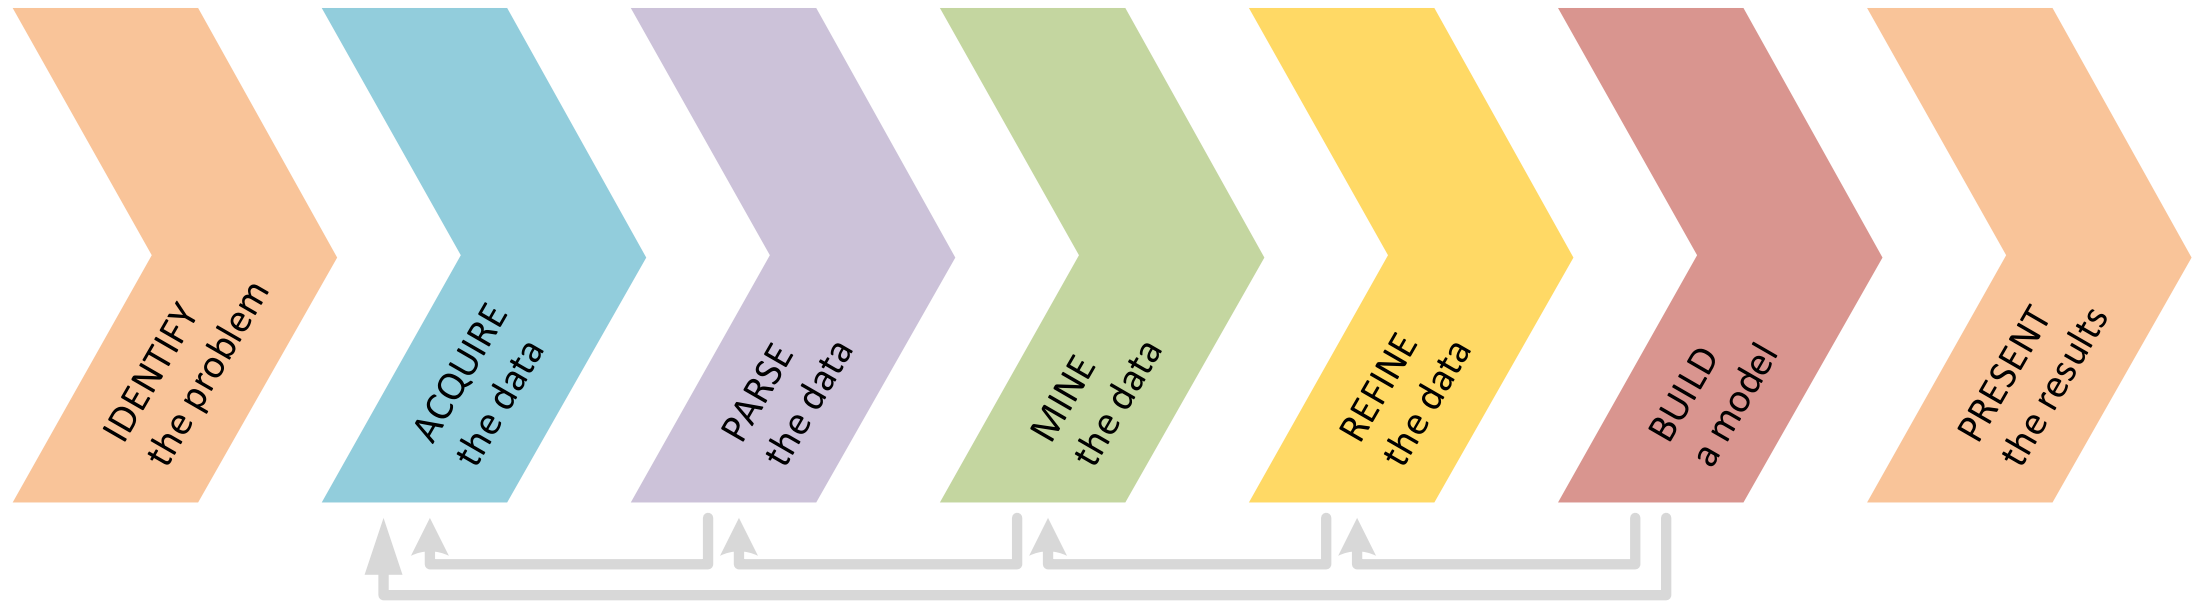 IDENTIFY
the problem
ACQUIRE
the data
PARSE
the data
MINE
the data
REFINE
the data
BUILD
a model
PRESENT
the results